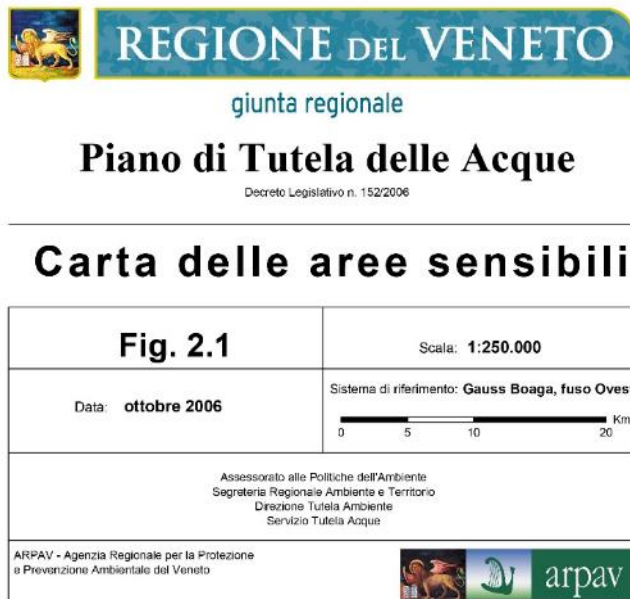 REGIONE DEL VENETO
giunta regionale
Piano di Tutela delle Acque
Decreto Legislativo n. 152/2006
Carta delle aree sensibili
Fig. 2.1
Scala: 1:250.000
Data: ottobre 2006
Sistema di riferimento: Gauss Boaga, fuso Oves
Km
0 5 10 20
Assessorato alle Politiche dell'Ambiente
Segreteria Regionale Ambiente e Territorio
Direzione Tutela Ambiente
Servizio Tutela Acque
ARPAV - Agenzia Regionale per la Protezione
e Prevenzione Ambientale del Veneto
arpav